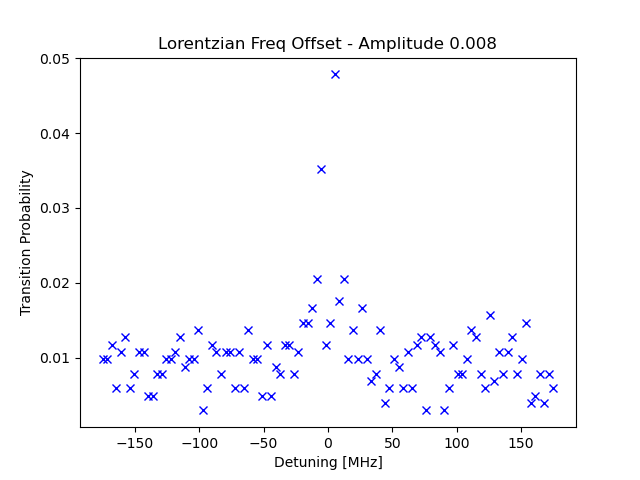 Lorentzian Freq Offset - Amplitude 0.008
0.05
0.04
0.03
0.02
0.01
Transition Probability
−150 −100 −50 0 50 100 150
Detuning [MHz]